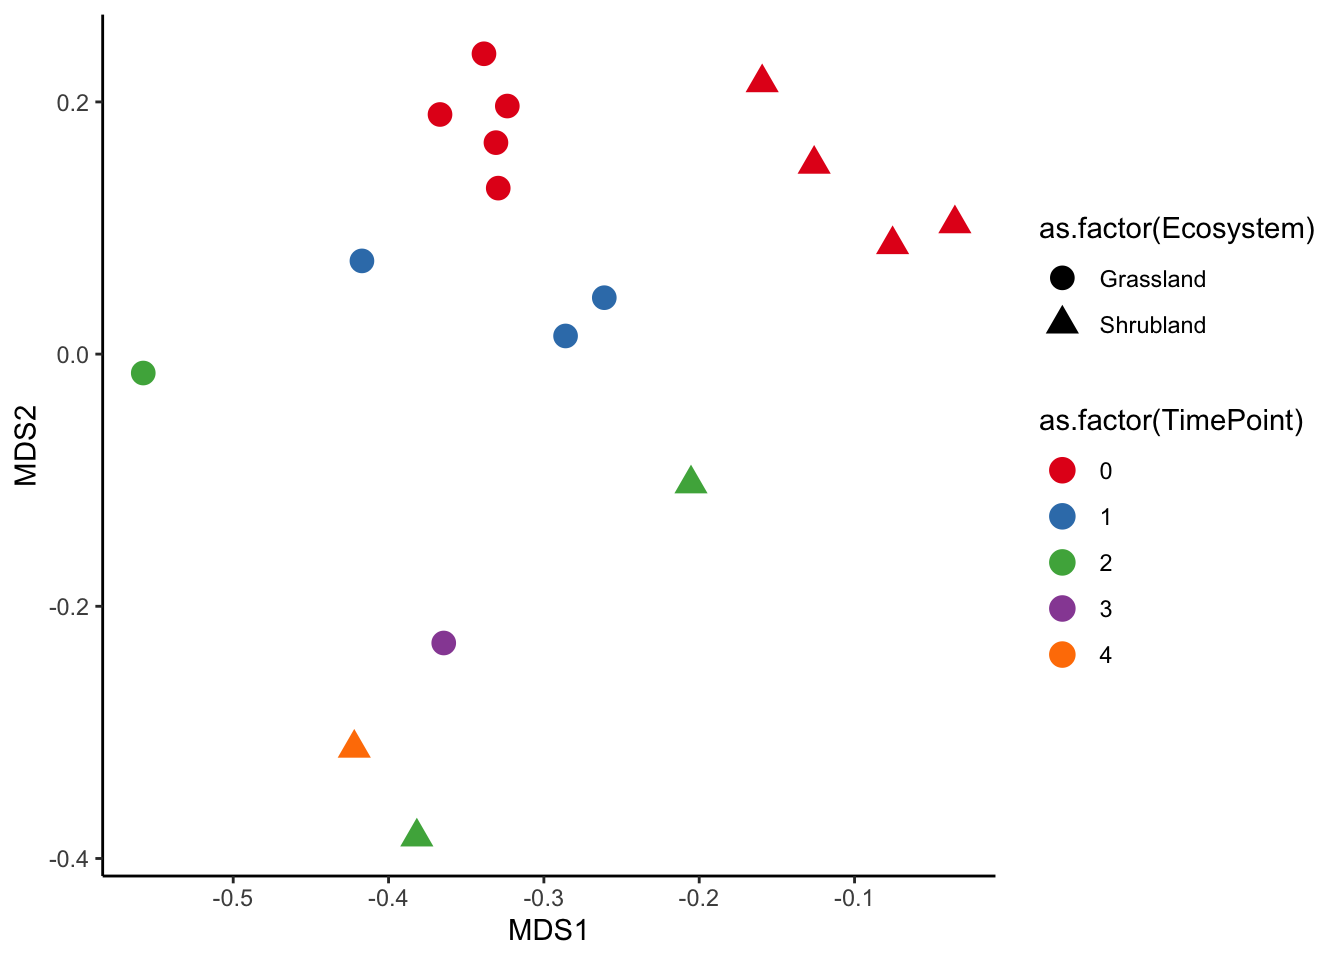 0.2
0.0
-0.2
-0.4
MDS2
-0.5
-0.4
-0.3
-0.2
-0.1
MDS1
as.factor(Ecosystem)
Grassland
Shrubland
as.factor(TimePoint)
0
1
2
3
4